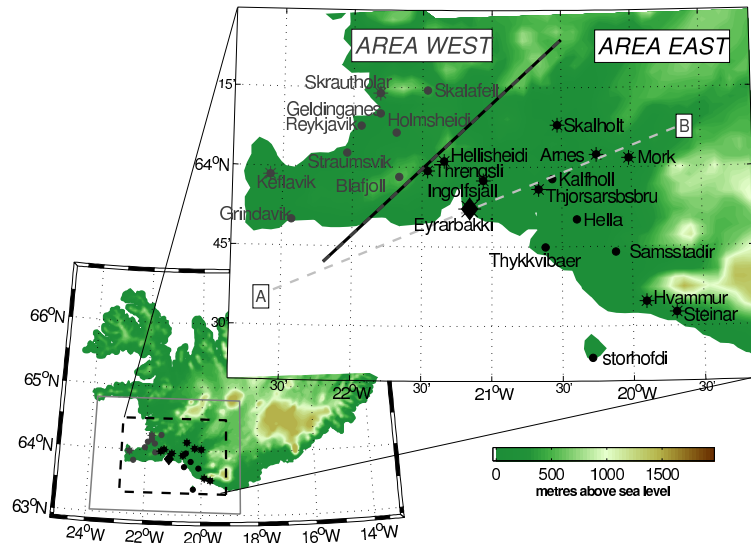 AREA WEST
AREA EAST
15'
Skrautholar
Skalafell
Geldinganes
Reykjavik
Holmsheidi
Skalholt
B
64°N
Straumsvik
Hellisheidi
Arnes
Mork
Keflavik
Blafjoll
Threngsli
Kalfholl
Ingolfsfjall
Thjorsarsbsbru
Grindavik
Eyrarbakki
Hella
45'
Thykkvibaer
Samsstadir
A
Hvammur
Steinar
30'
storhofdi
30'
22°W
30'
21°W
30'
20°W
30'
66°N
65°N
64°N
63°N
24°W
22°W
20°W
18°W
16°W
14°W
0
500
1000
1500
metres above sea level